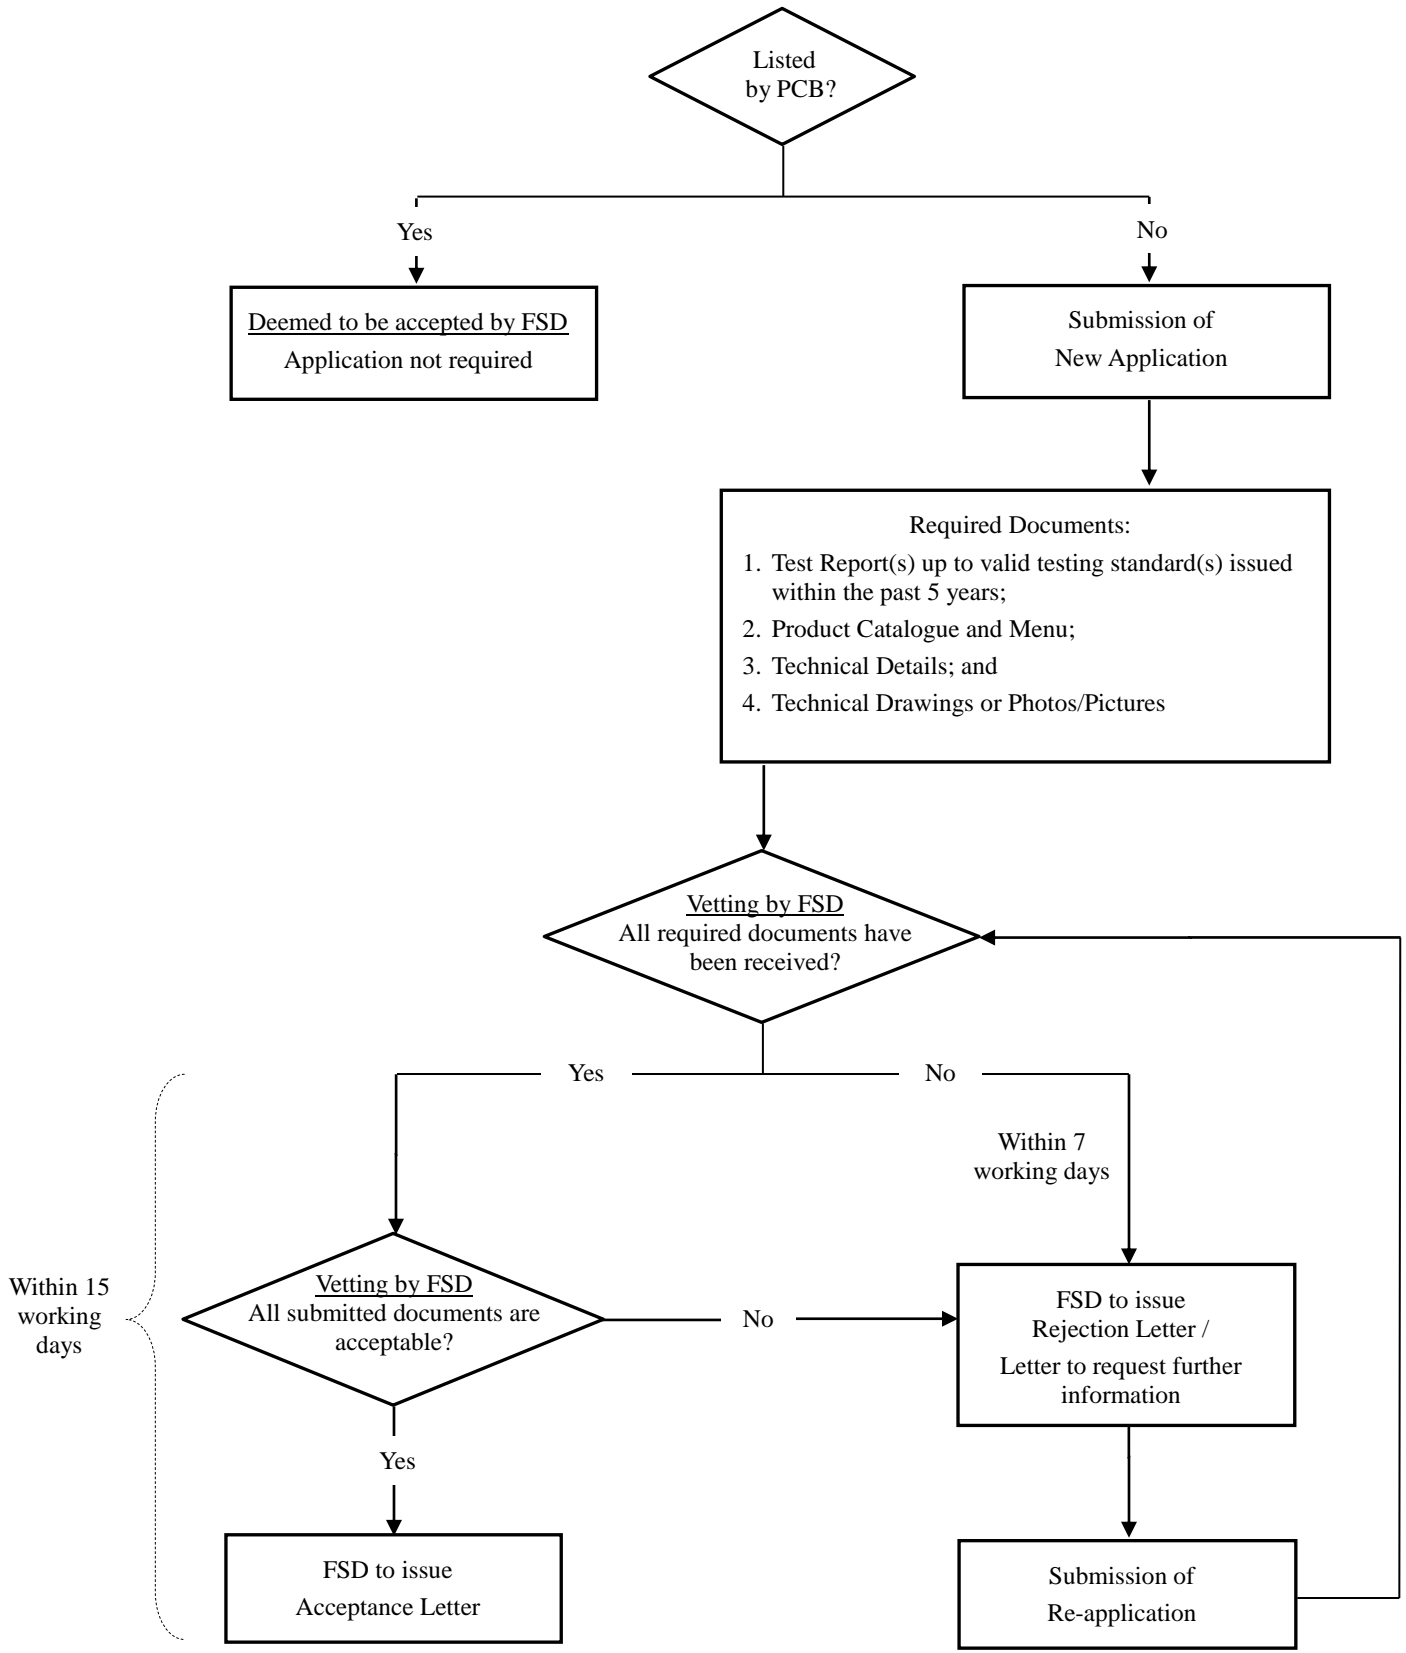 Listed
by PCB?
Yes
No
Deemed to be accepted by FSD
Application not required
Submission of
New Application
Required Documents:
1. Test Report(s) up to valid testing standard(s) issued
within the past 5 years;
2. Product Catalogue and Menu;
3. Technical Details; and
4. Technical Drawings or Photos/Pictures
Vetting by FSD
All required documents have
been received?
Yes
No
Within 7
working days
Within 15
working
days
Vetting by FSD
All submitted documents are
acceptable?
No
FSD to issue
Rejection Letter /
Letter to request further
information
Yes
FSD to issue
Acceptance Letter
Submission of
Re-application